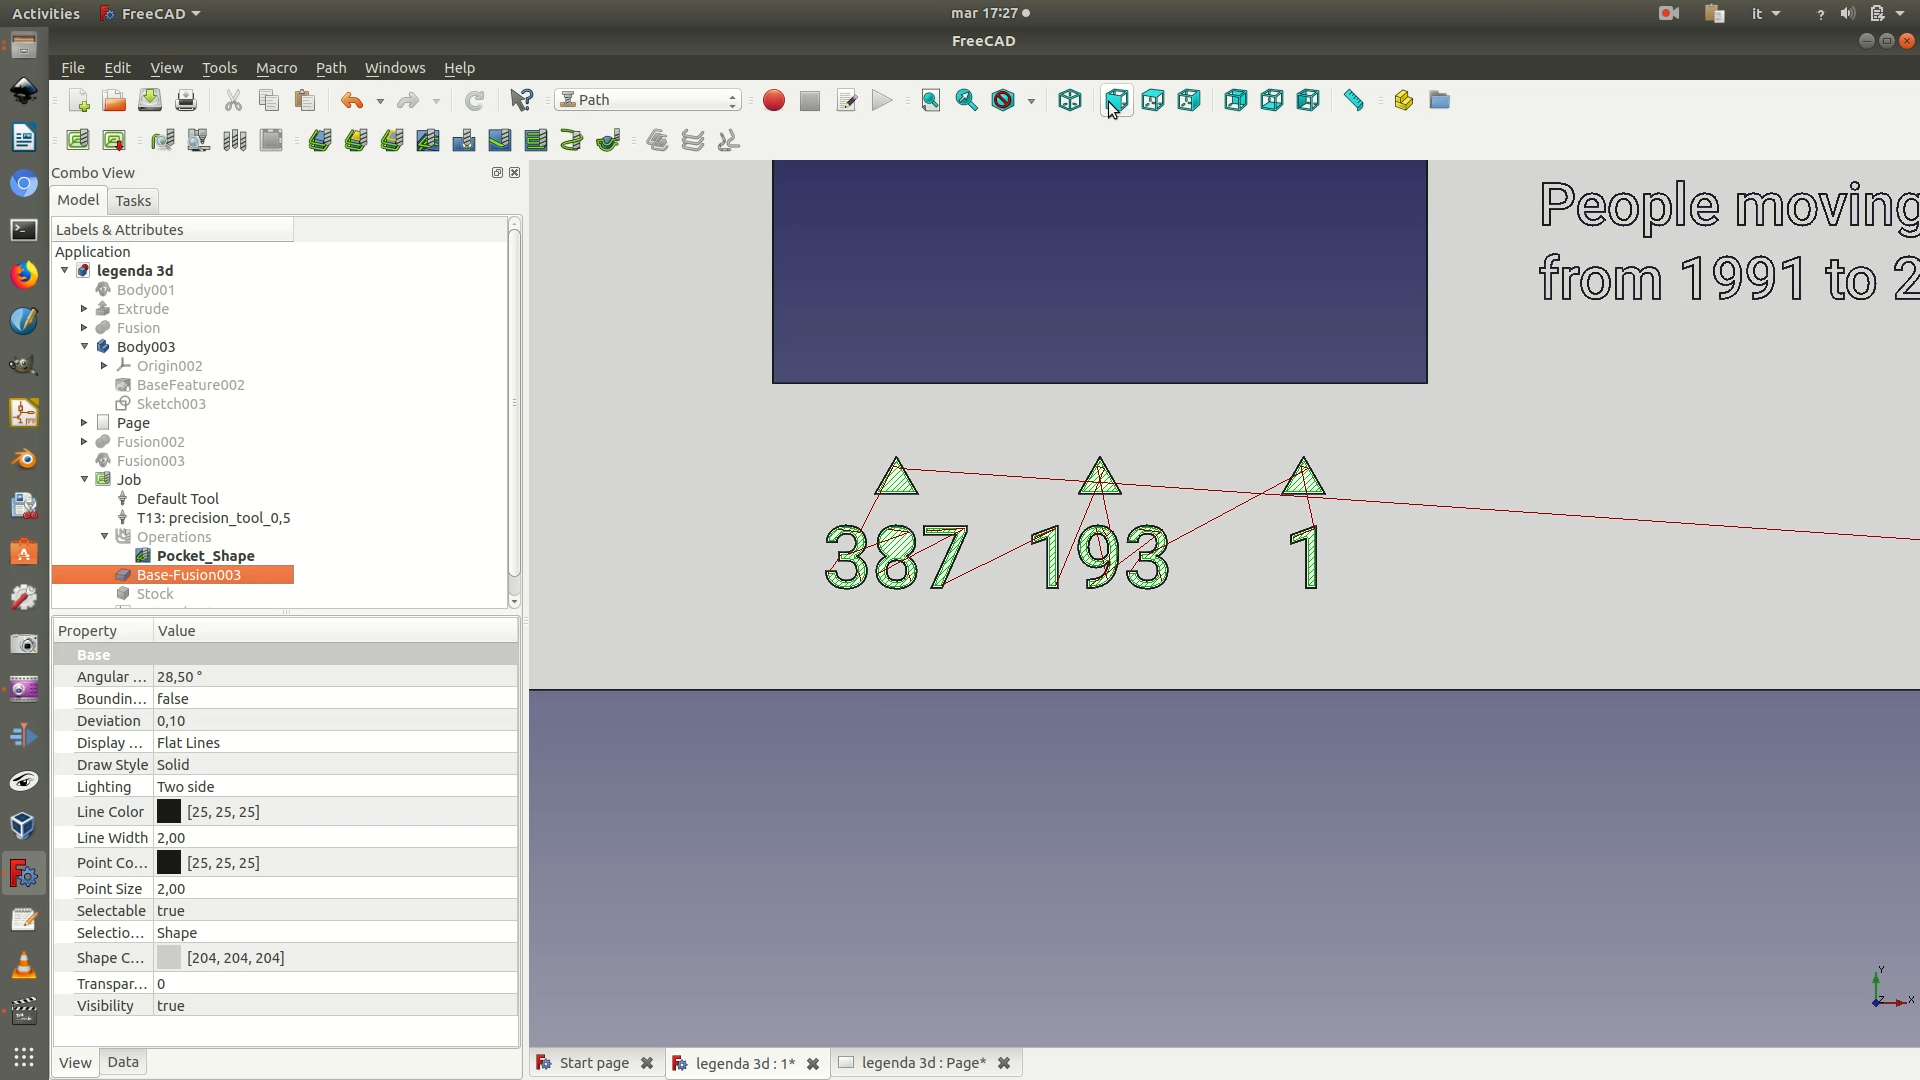 Activities
FreeCAD
mar 17:27
it
?
FreeCAD
File
Edit
View
Tools
Macro
Path
Windows
Help
Path
Combo View
Model
Tasks
Labels & Attributes
Application
legenda 3d
Body001
Extrude
Fusion
Body003
Origin002
BaseFeature002
Sketch003
Page
Fusion002
Fusion003
Job
Default Tool
T13: precision_tool_0,5
Operations
Pocket_Shape
Base-Fusion003
Stock
Property Value
Base
Angular ... 28,50 °
Boundin... false
Deviation 0,10
Display ... Flat Lines
Draw Style Solid
Lighting Two side
Line Color [25, 25, 25]
Line Width 2,00
Point Co... [25, 25, 25]
Point Size 2,00
Selectable true
Selectio... Shape
Shape C... [204, 204, 204]
Transpar... 0
Visibility true
View
Data
People moving
from 1991 to 2
387 193 1
Y
Z
X
Start page
legenda 3d : 1*
legenda 3d : Page*